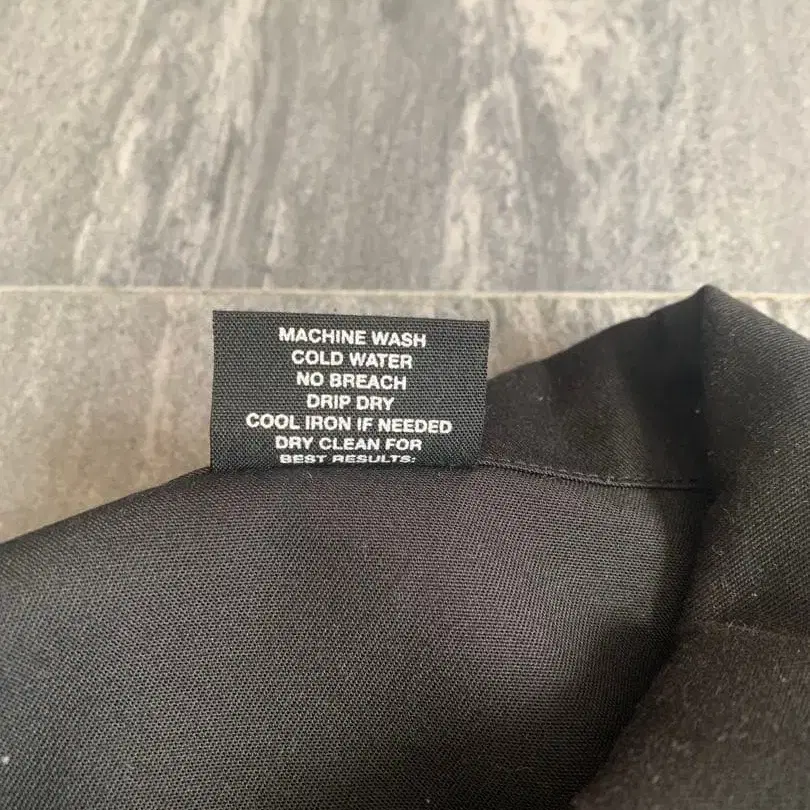 MACHINE WASH
COLD WATER
NO BREACH
DRIP DRY
COOL IRON IF NEEDED
DRY CLEAN FOR
BEST RESULTS: